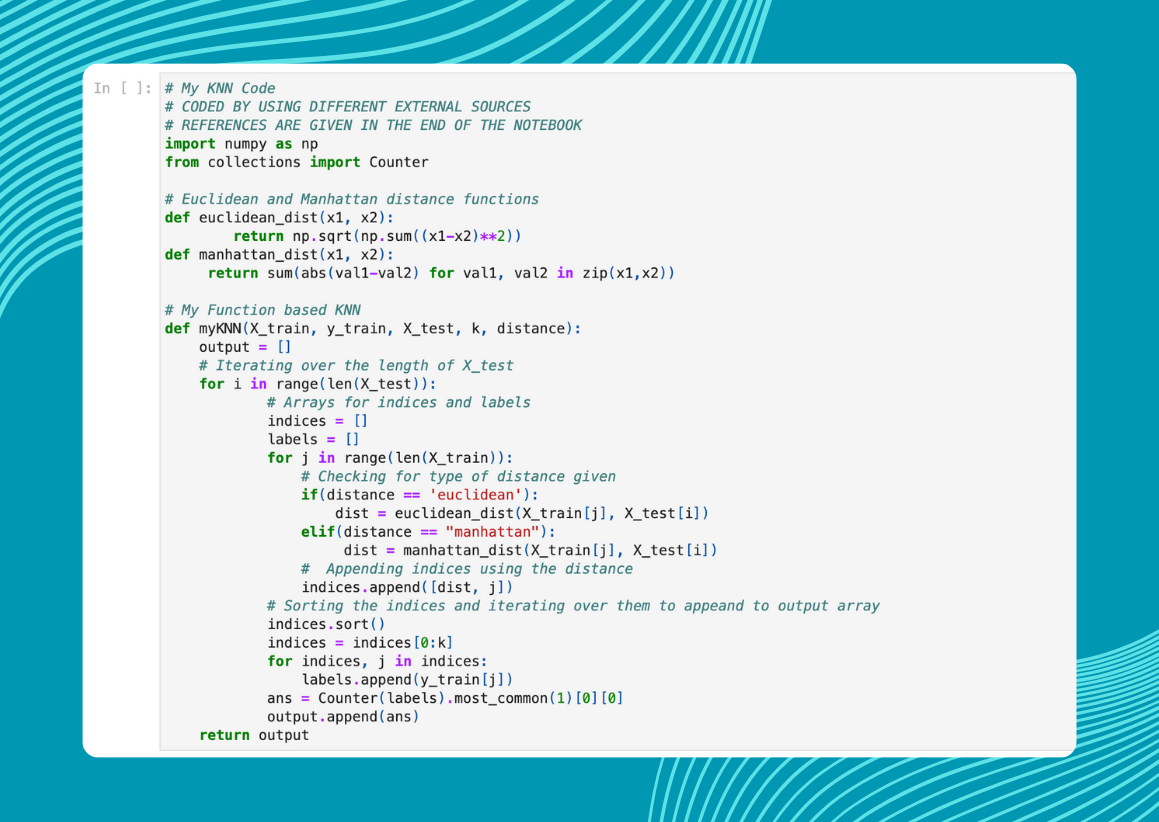 In [ ]: # My KNN Code
# CODED BY USING DIFFERENT EXTERNAL SOURCES
# REFERENCES ARE GIVEN IN THE END OF THE NOTEBOOK
import numpy as np
from collections import Counter

# Euclidean and Manhattan distance functions
def euclidean_dist(x1, x2):
        return np.sqrt(np.sum((x1-x2)**2))
def manhattan_dist(x1, x2):
     return sum(abs(val1-val2) for val1, val2 in zip(x1,x2))

# My Function based KNN
def myKNN(X_train, y_train, X_test, k, distance):
    output = []
    # Iterating over the length of X_test
    for i in range(len(X_test)):
            # Arrays for indices and labels
            indices = []
            labels = []
            for j in range(len(X_train)):
                # Checking for type of distance given
                if(distance == 'euclidean'):
                    dist = euclidean_dist(X_train[j], X_test[i])
                elif(distance == "manhattan"):
                     dist = manhattan_dist(X_train[j], X_test[i])
                #  Appending indices using the distance
                indices.append([dist, j])
            # Sorting the indices and iterating over them to appeand to output array
            indices.sort()
            indices = indices[0:k]
            for indices, j in indices:
                labels.append(y_train[j])
            ans = Counter(labels).most_common(1)[0][0]
            output.append(ans)
    return output